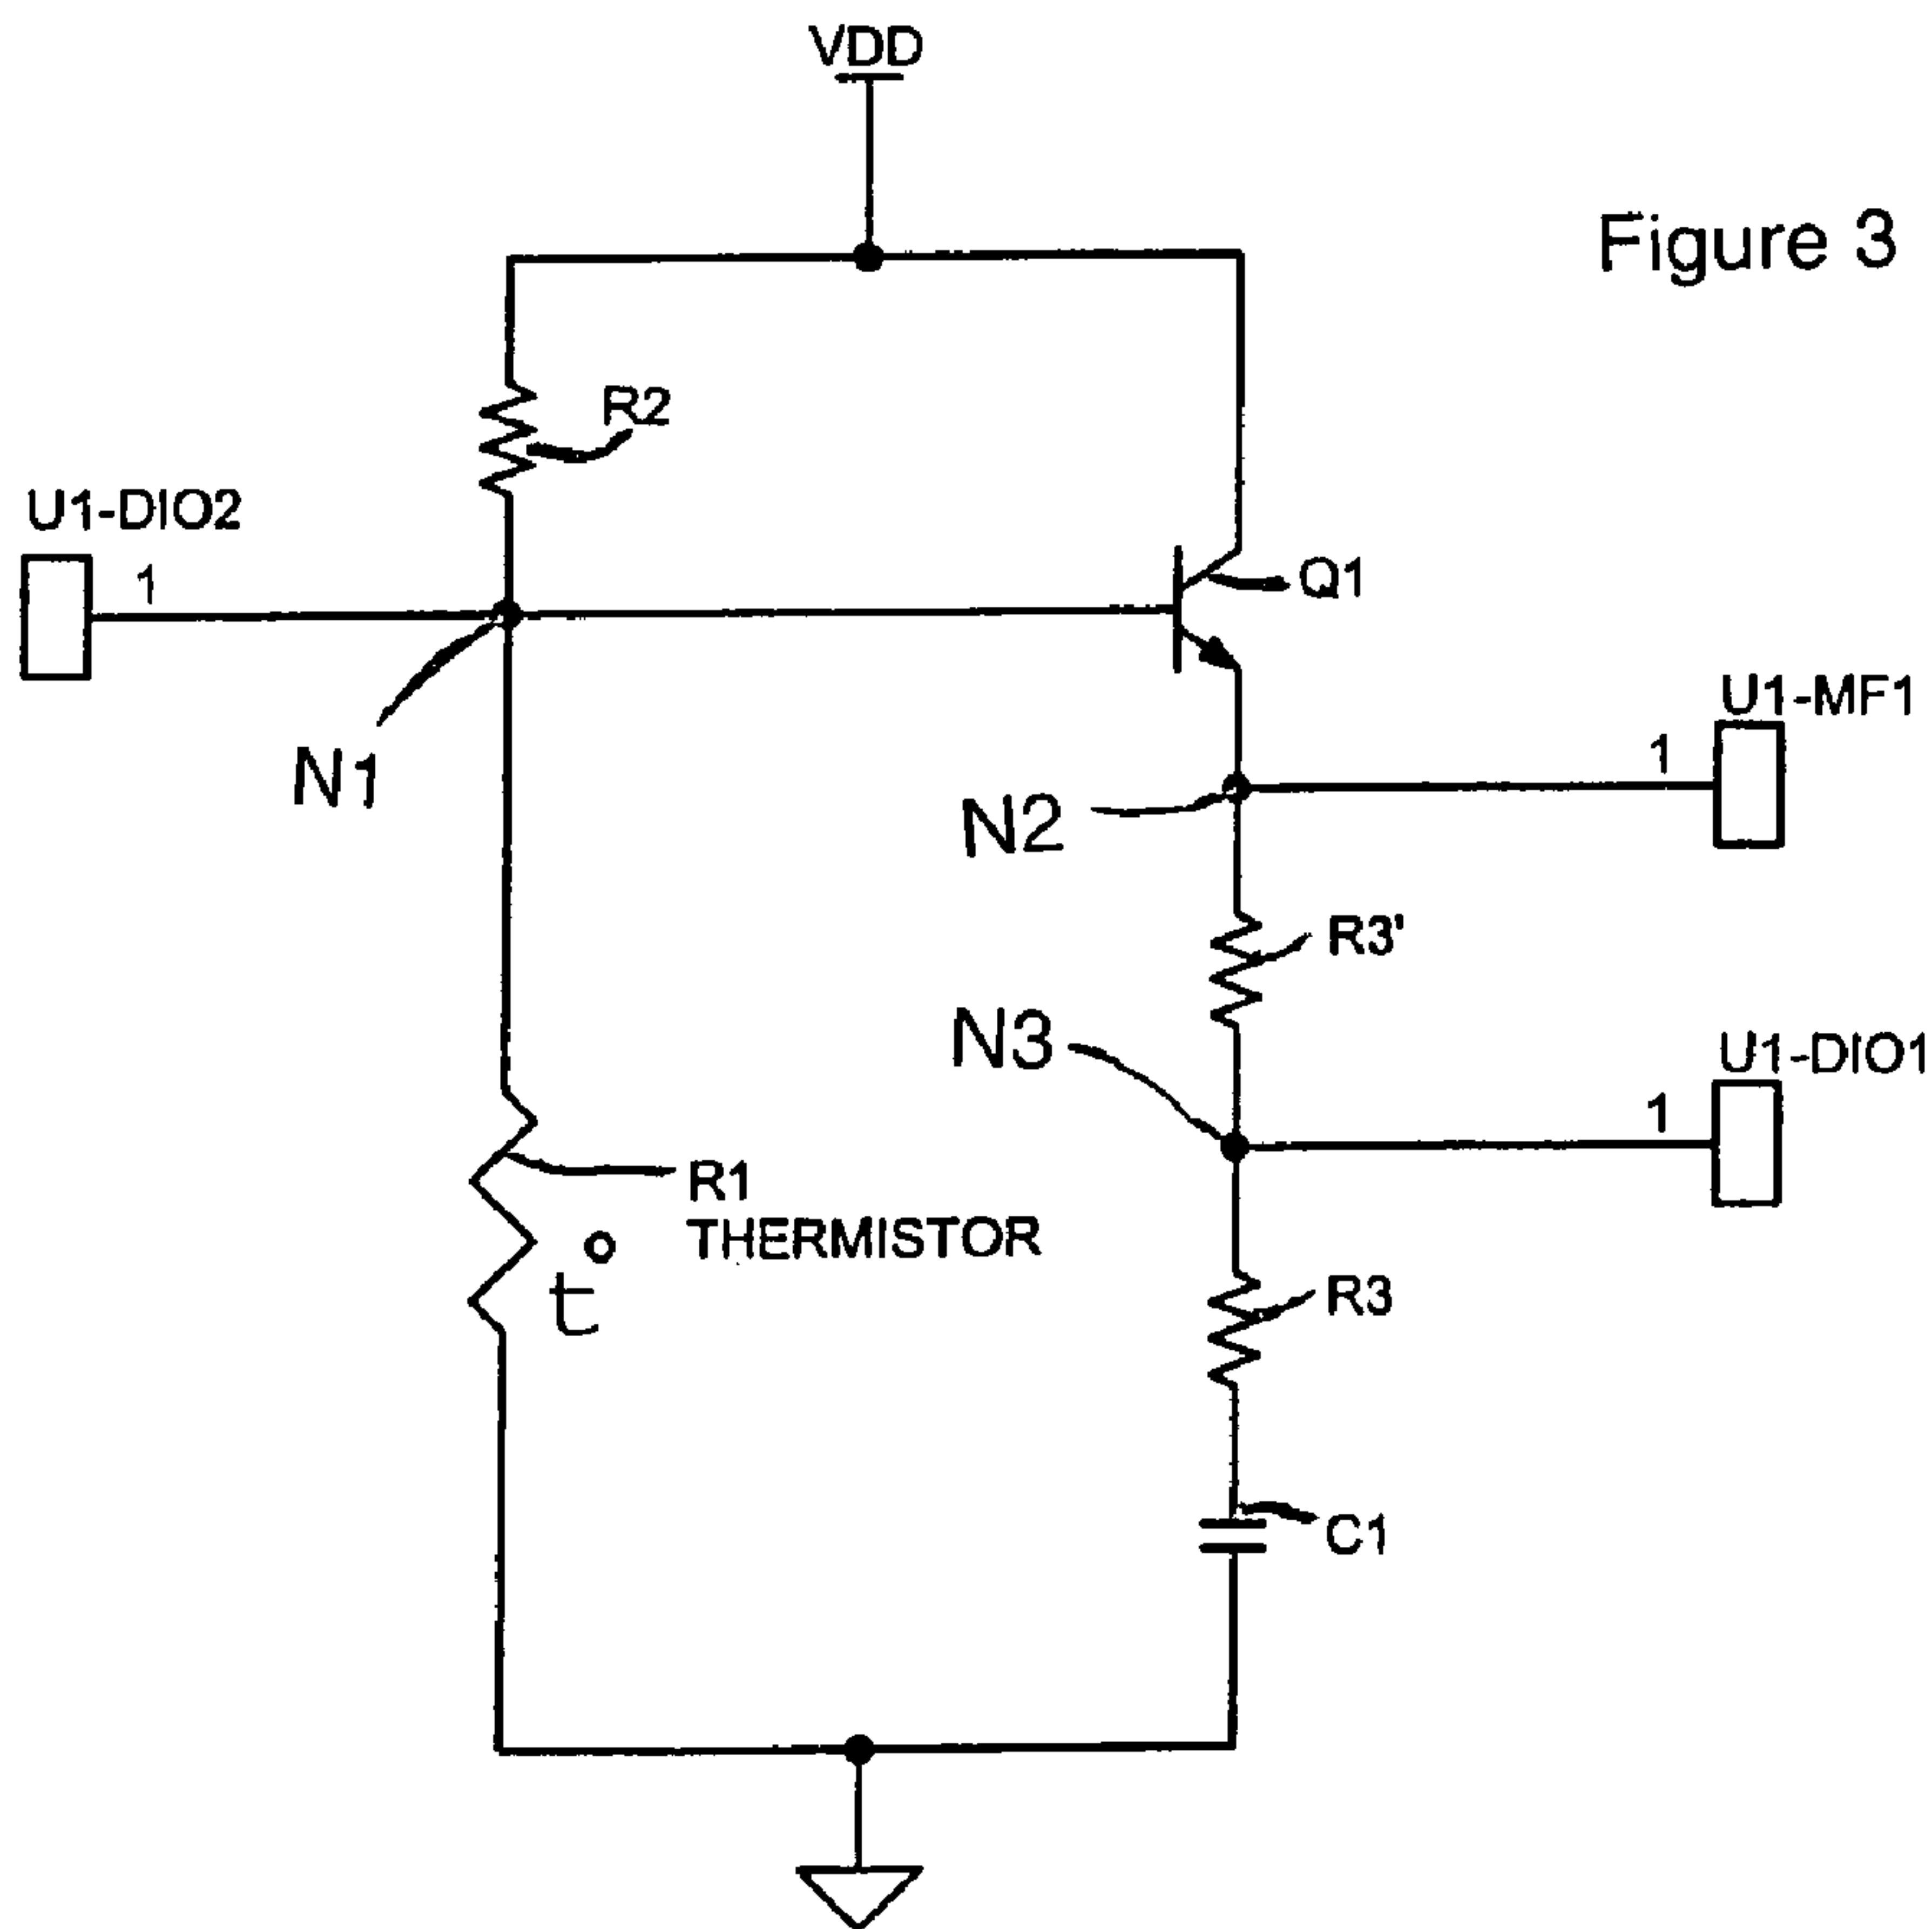 VDD
Figure 3
R2
U1-DIO2
1
Q1
U1-MF1
1
N1
N2
R3'
N3
U1-DIO1
1
R1
THERMISTOR
t°
R3
C1